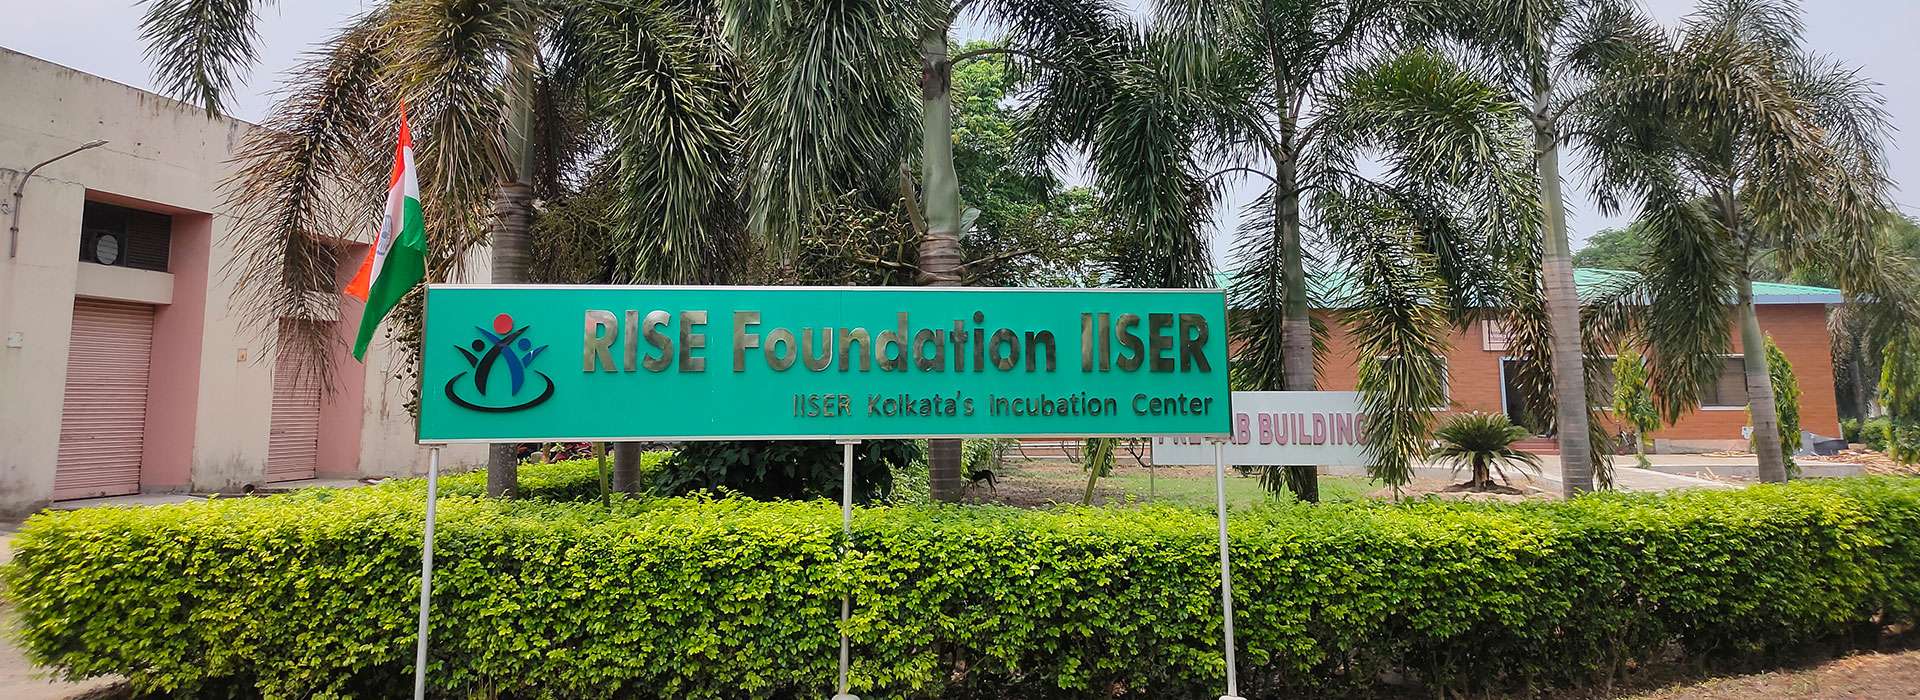 RISE Foundation IISER
IISER Kolkata's Incubation Center
BUILDING